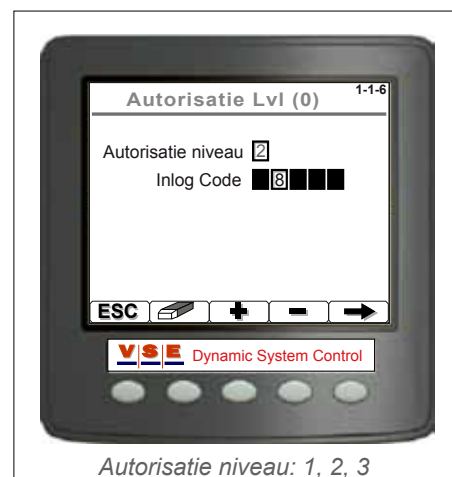 Autorisatie Lvl (0)
1-1-6
Autorisatie niveau 2
Inlog Code 8
ESC + -
VSE Dynamic System Control
Autorisatie niveau: 1, 2, 3